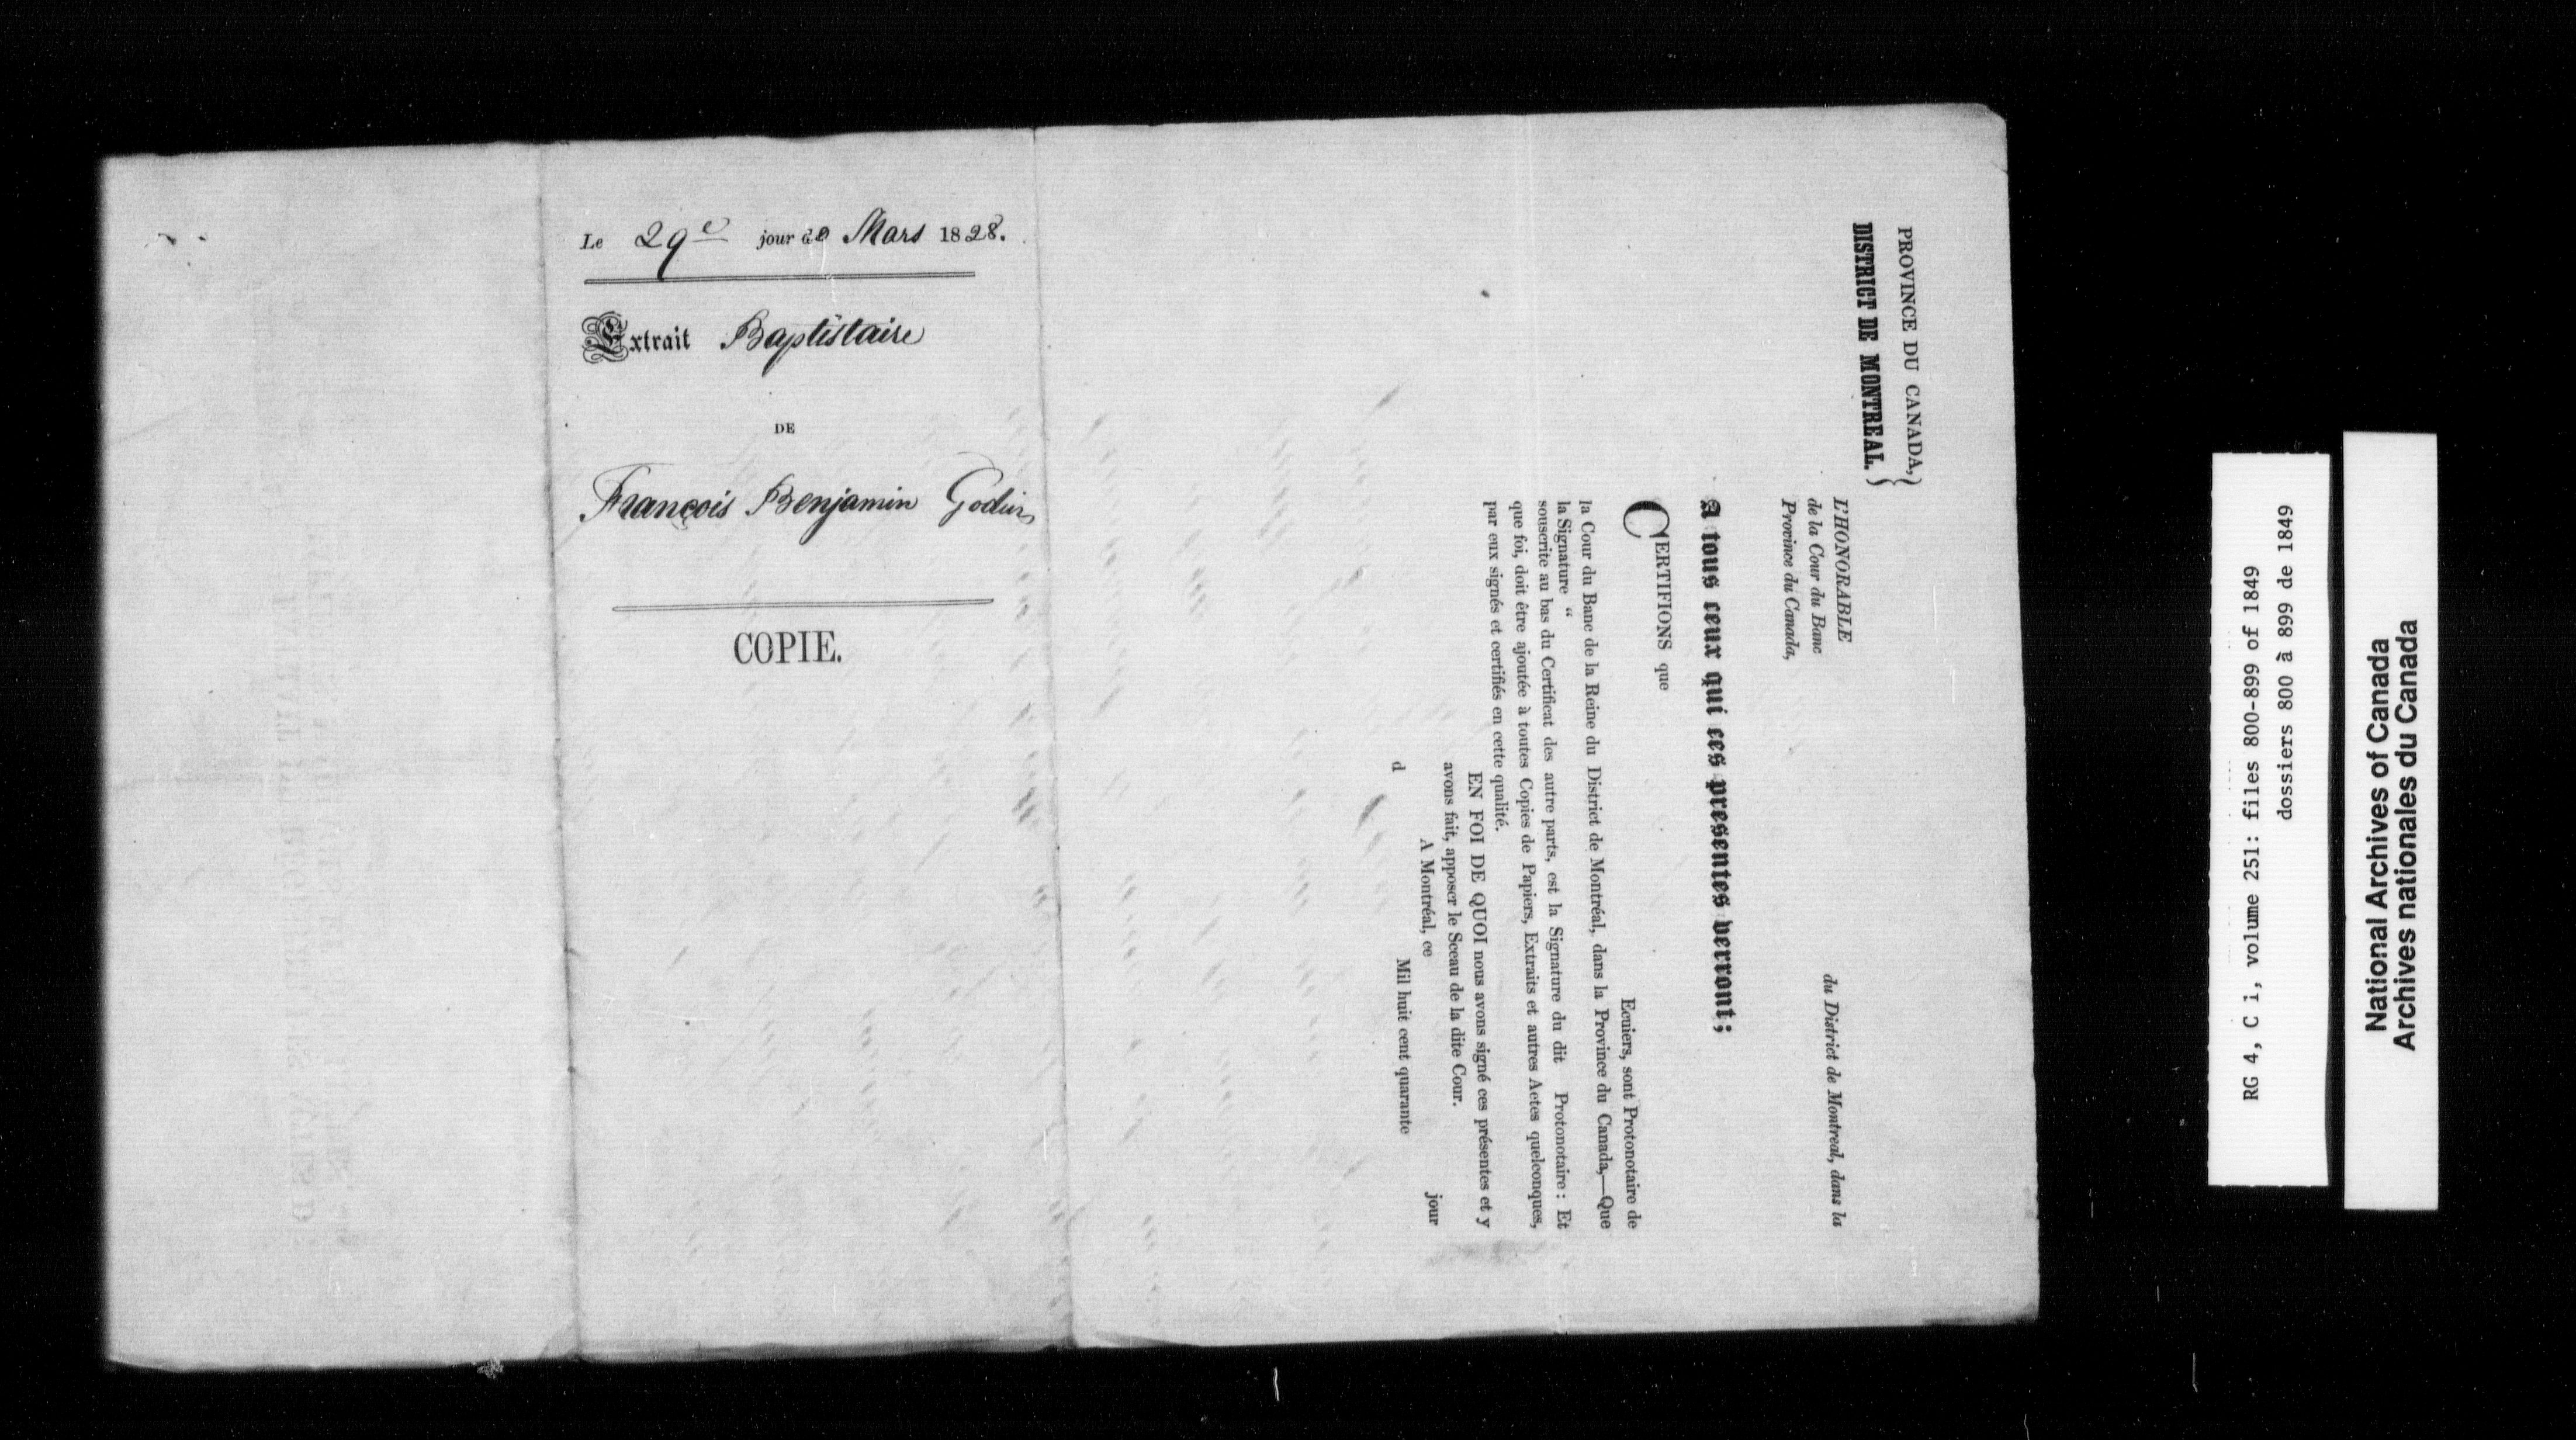 Le 29e jour de Mars 1828.
Extrait Baptistaire
DE
François Benjamin Godin
COPIE.
PROVINCE DU CANADA,
DISTRICT DE MONTREAL.
L'HONORABLE
de la Cour du Banc du District de Montreal, dans la
Province du Canada,
A tous ceux qui ces presentes verront;
CERTIFIONS que Ecuiers, sont Protonotaire de
la Cour du Banc de la Reine du District de Montréal, dans la Province du Canada,—Que
la Signature “
souscrite au bas du Certificat des autre parts, est la Signature du dit Protonotaire : Et
que foi, doit être ajoutée à toutes Copies de Papiers, Extraits et autres Actes quelconques,
par eux signés et certifiés en cette qualité.
EN FOI DE QUOI nous avons signé ces présentes et y
avons fait, apposer le Sceau de la dite Cour.
A Montréal, ce jour
d Mil huit cent quarante
RG 4, C 1, volume 251: files 800-899 of 1849
dossiers 800 à 899 de 1849
National Archives of Canada
Archives nationales du Canada